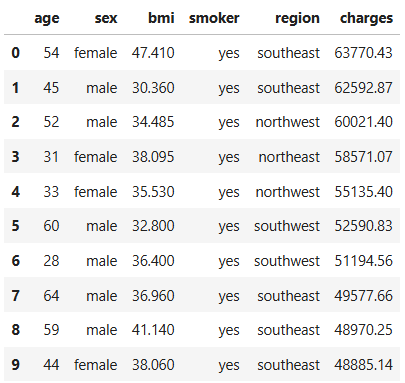 age sex bmi smoker region charges
0 54 female 47.410 yes southeast 63770.43
1 45 male 30.360 yes southeast 62592.87
2 52 male 34.485 yes northwest 60021.40
3 31 female 38.095 yes northeast 58571.07
4 33 female 35.530 yes northwest 55135.40
5 60 male 32.800 yes southwest 52590.83
6 28 male 36.400 yes southwest 51194.56
7 64 male 36.960 yes southeast 49577.66
8 59 male 41.140 yes southeast 48970.25
9 44 female 38.060 yes southeast 48885.14